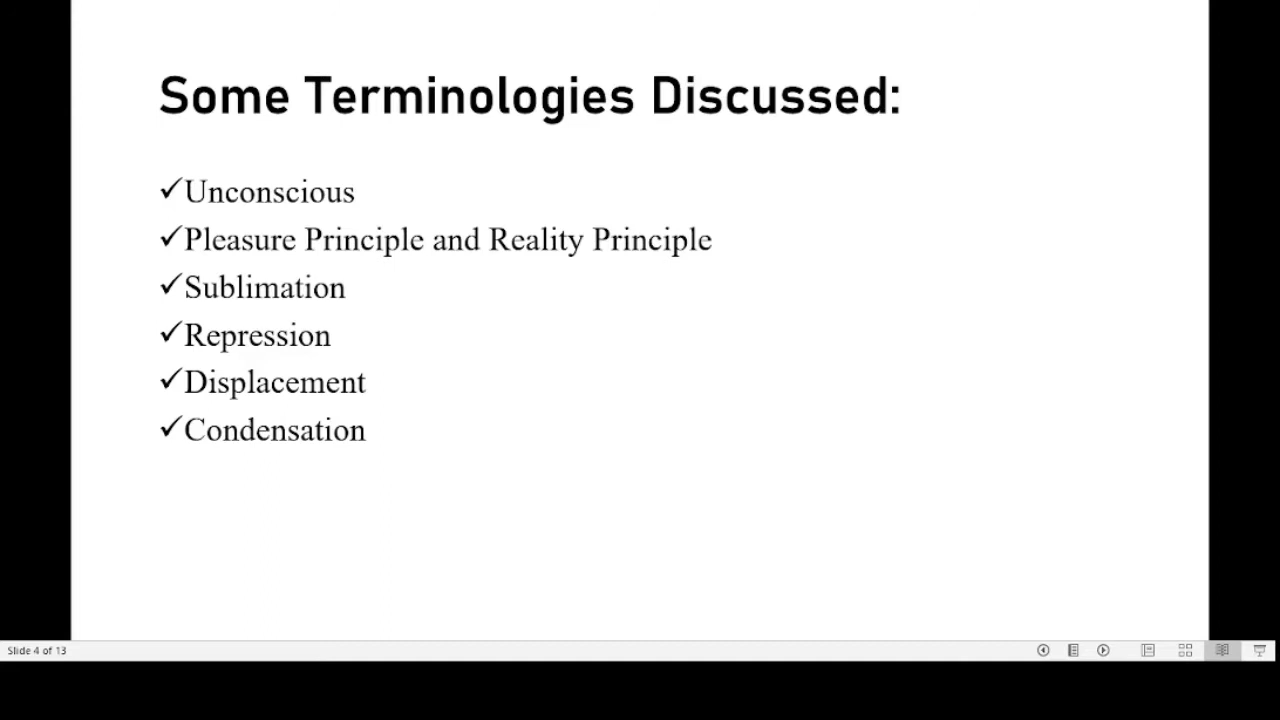 Some Terminologies Discussed:
✓Unconscious
✓Pleasure Principle and Reality Principle
✓Sublimation
✓Repression
✓Displacement
✓Condensation
Slide 4 of 13